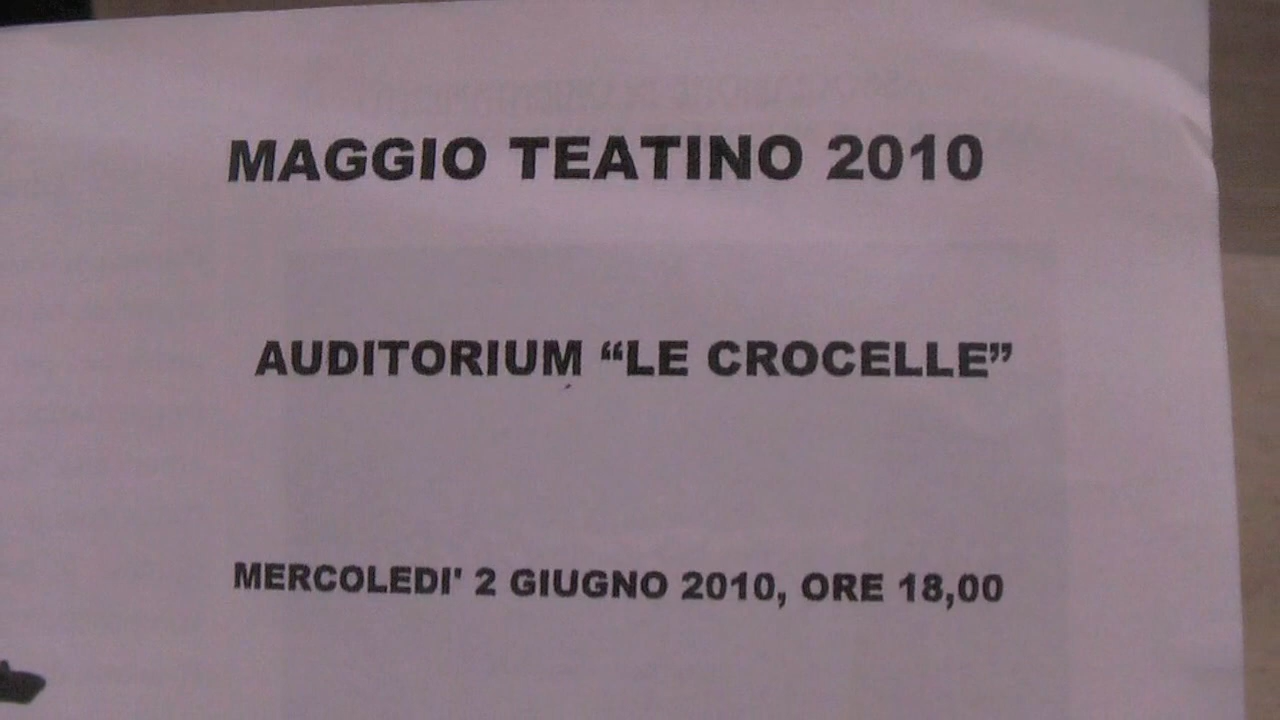 MAGGIO TEATINO 2010
AUDITORIUM “LE CROCELLE”
MERCOLEDI' 2 GIUGNO 2010, ORE 18,00